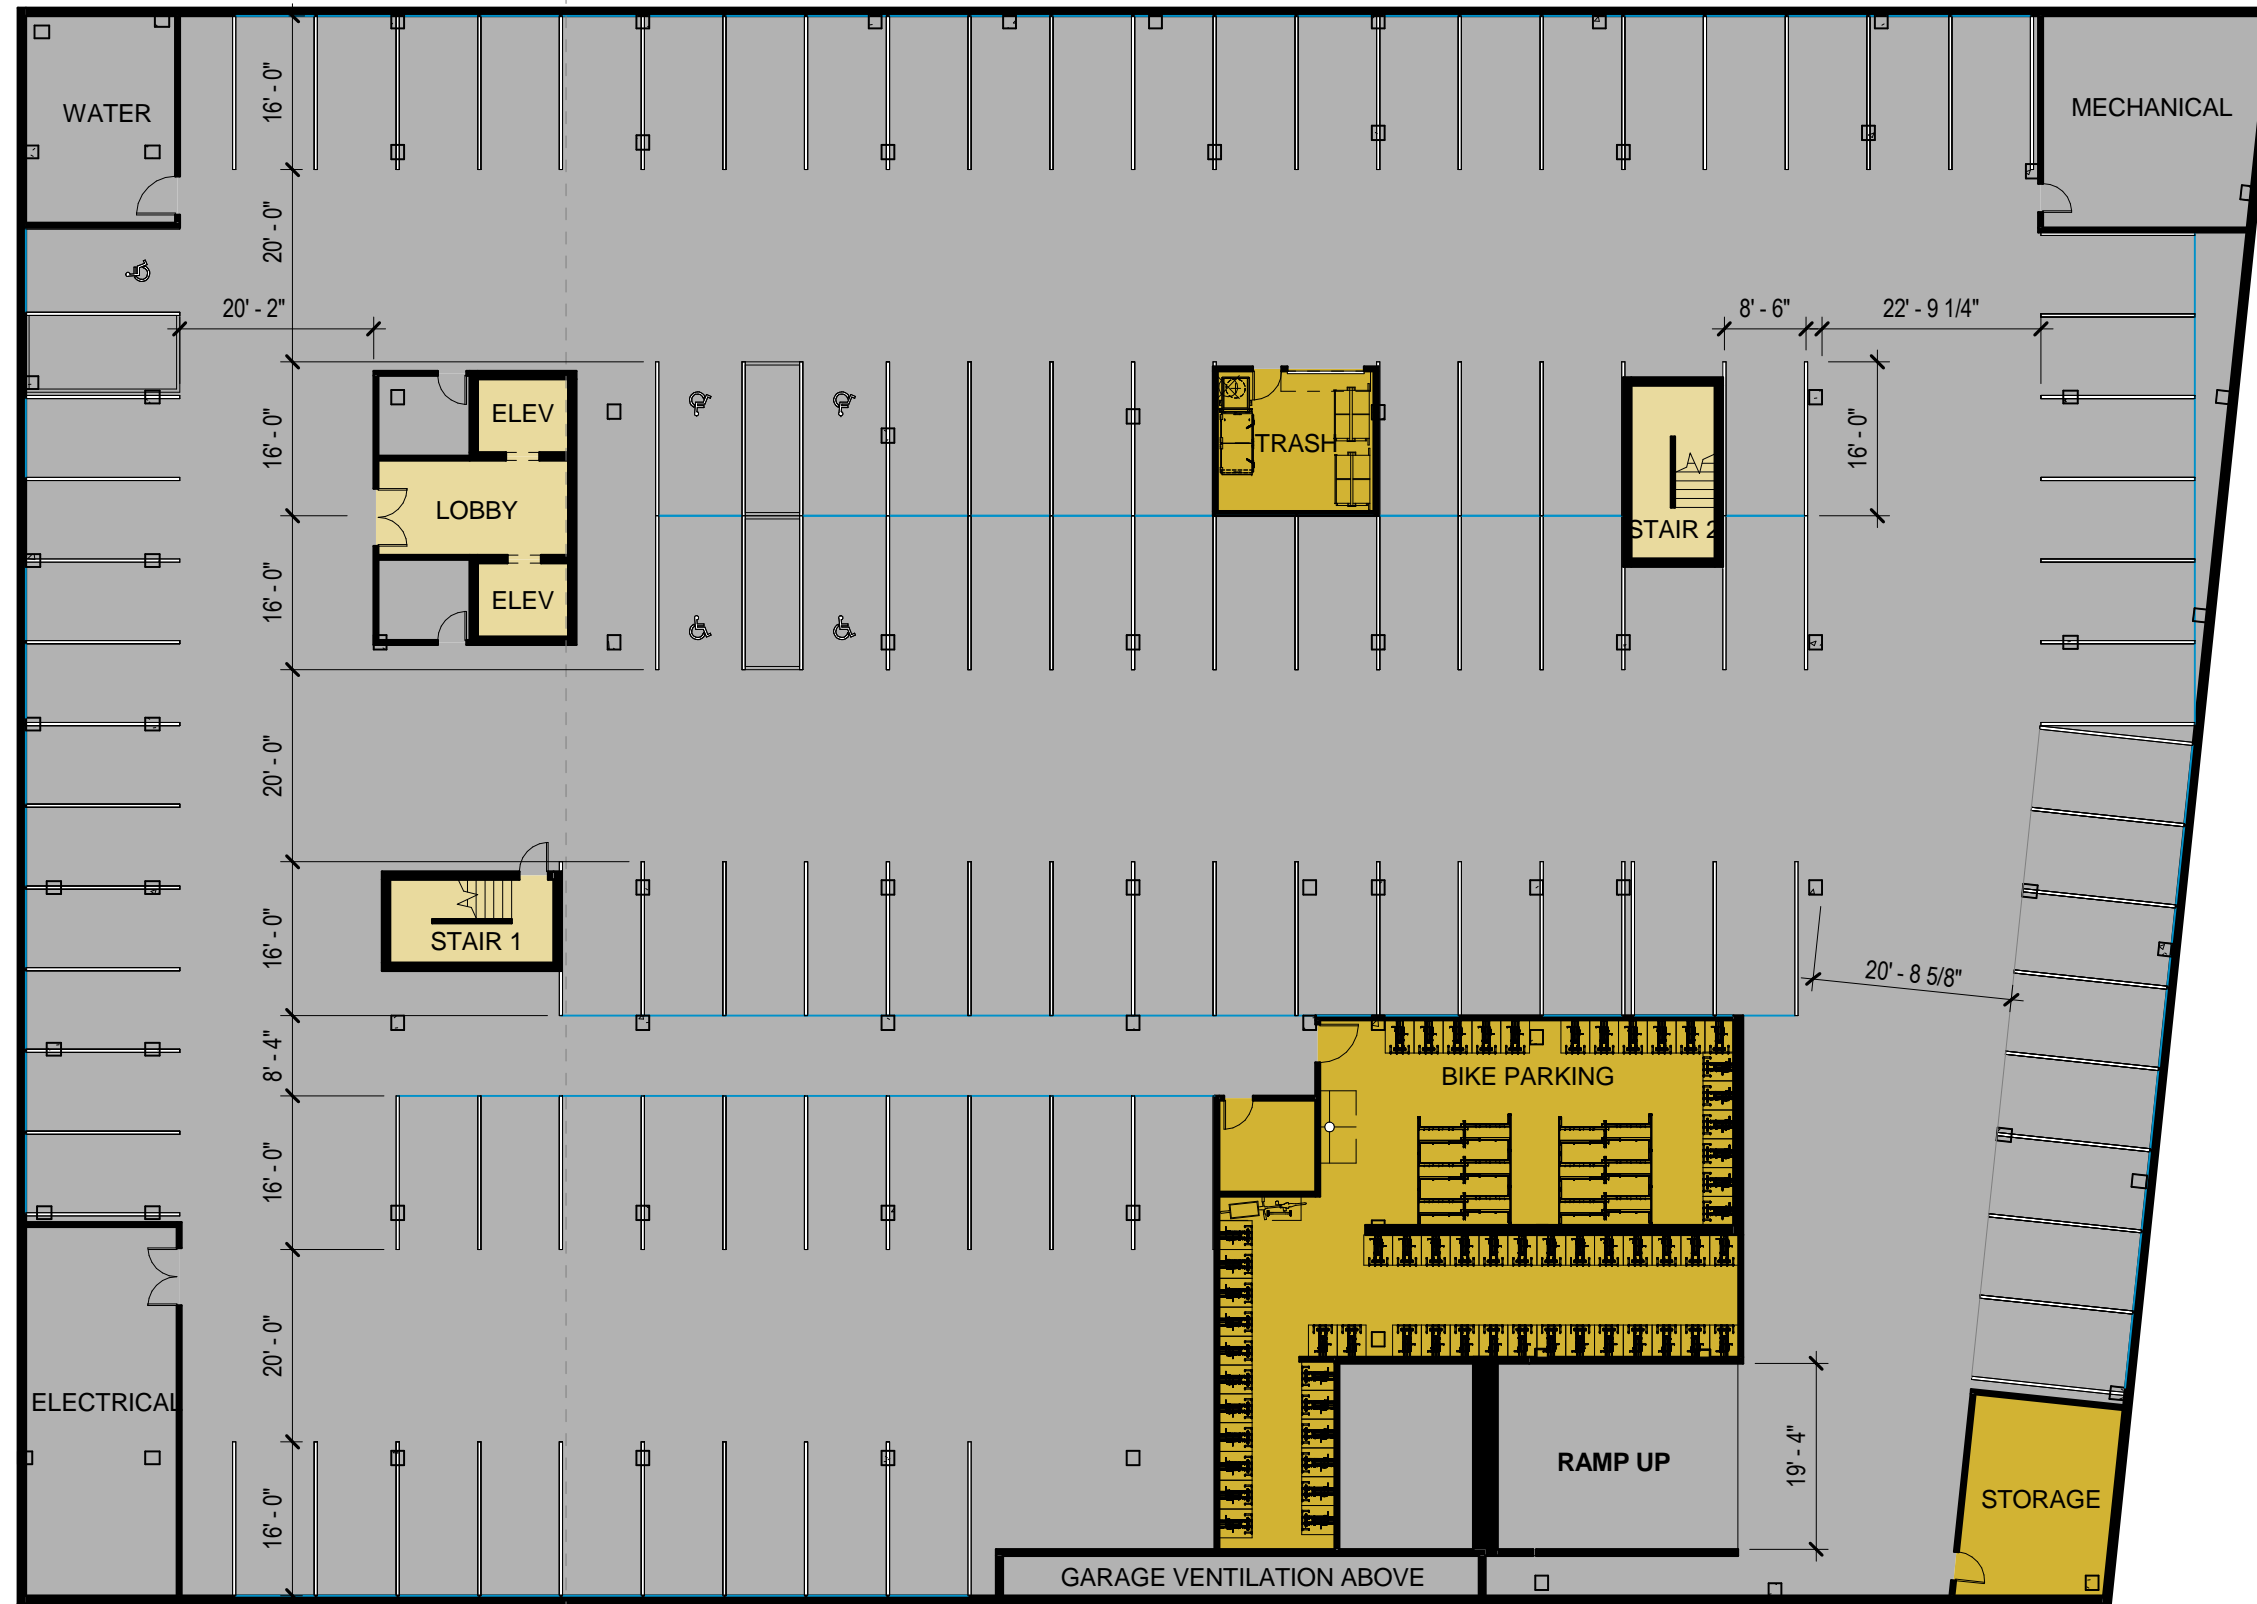 16' - 0"
WATER
MECHANICAL
20' - 0"
20' - 2"
8' - 6"
22' - 9 1/4"
ELEV
TRASH
16' - 0"
16' - 0"
LOBBY
STAIR 2
ELEV
16' - 0"
20' - 0"
STAIR 1
16' - 0"
20' - 8 5/8"
8' - 4"
BIKE PARKING
16' - 0"
20' - 0"
ELECTRICAL
RAMP UP
19' - 4"
STORAGE
16' - 0"
GARAGE VENTILATION ABOVE